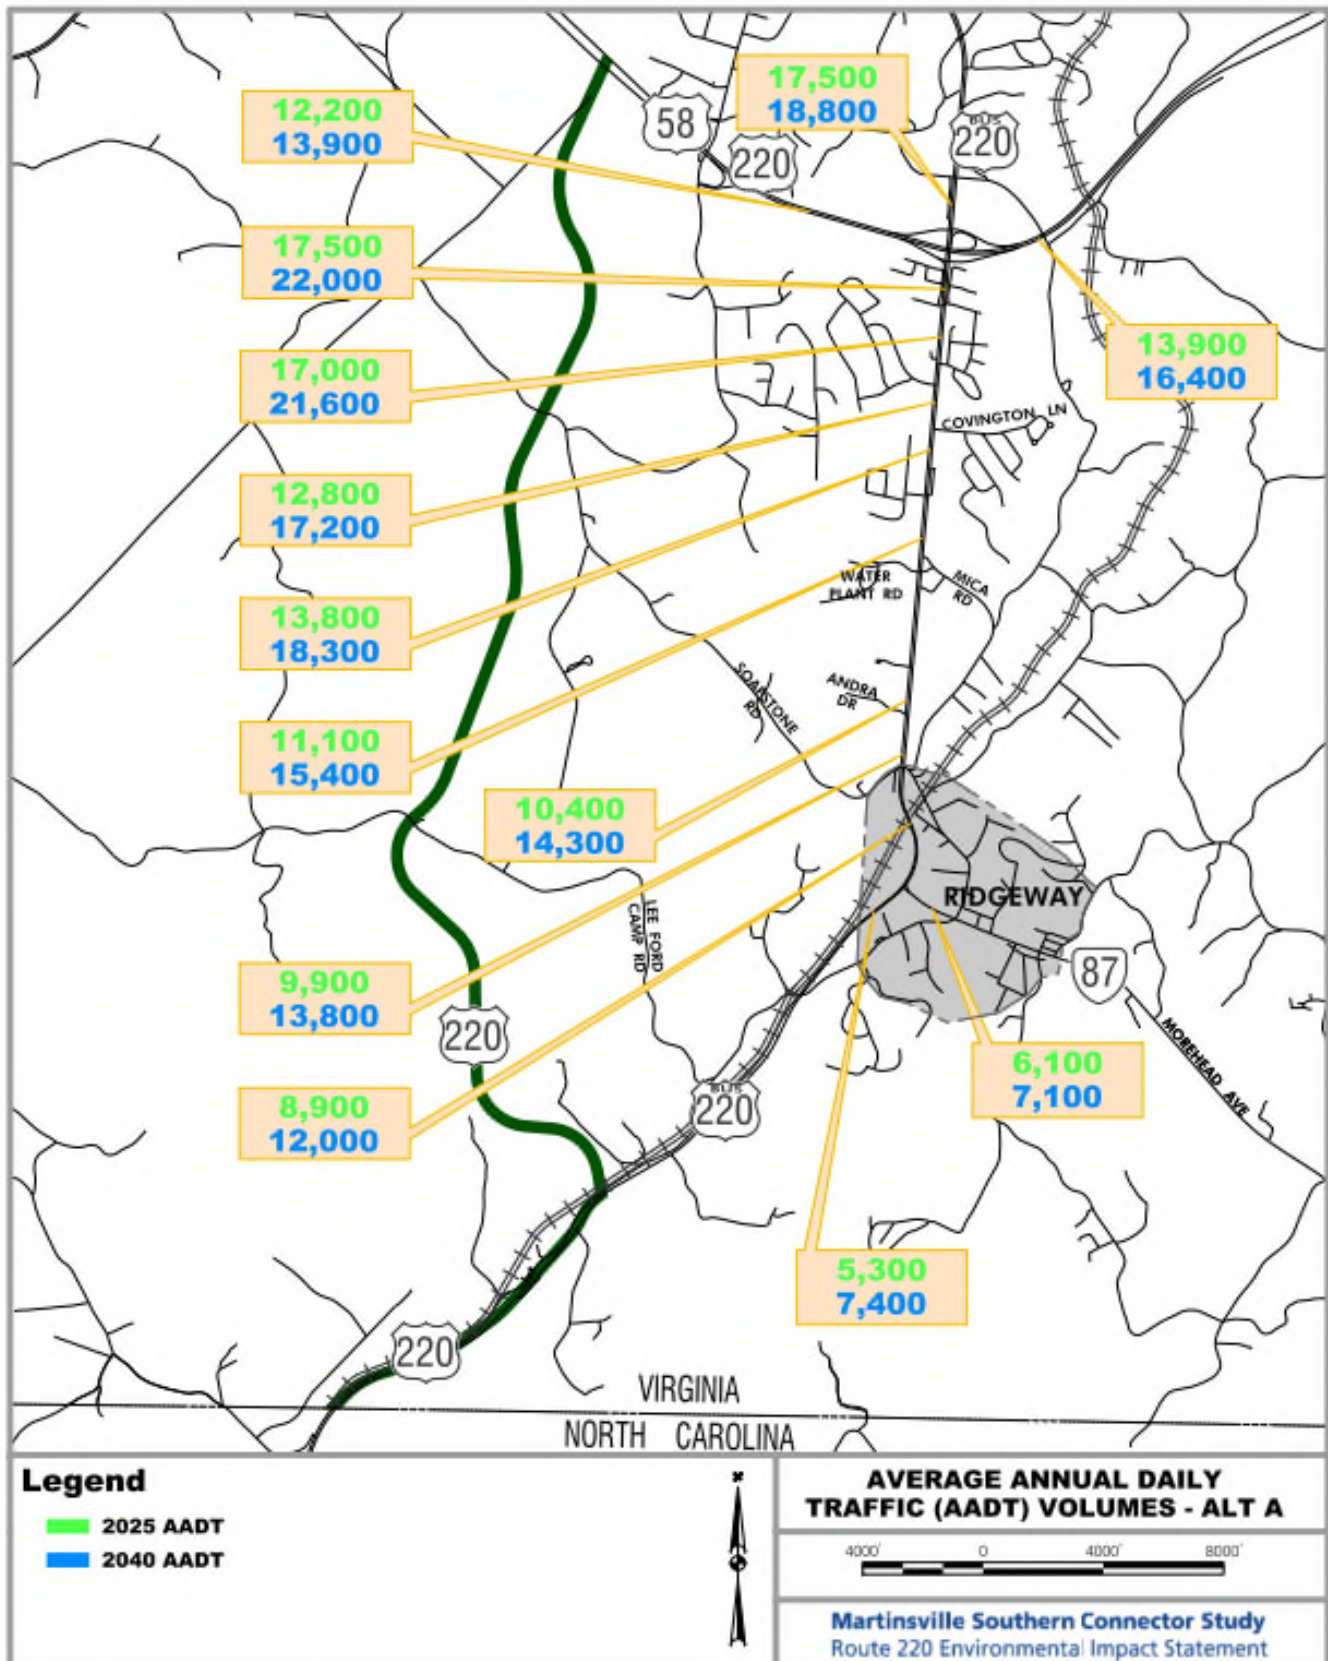 17,500
18,800
12,200
13,900
58
220
BUS
220
17,500
22,000
13,900
16,400
17,000
21,600
COVINGTON LN
12,800
17,200
WATER
PLANT RD
MICA
RD
13,800
18,300
SOAPSTONE
RD
ANDRA
DR
11,100
15,400
10,400
14,300
RIDGEWAY
LEE FORD
CAMP RD
87
9,900
13,800
220
MOREHEAD AVE
6,100
7,100
BUS
220
8,900
12,000
5,300
7,400
220
VIRGINIA
NORTH CAROLINA
Legend
2025 AADT
2040 AADT
AVERAGE ANNUAL DAILY
TRAFFIC (AADT) VOLUMES - ALT A
4000' 0 4000' 8000'
Martinsville Southern Connector Study
Route 220 Environmental Impact Statement